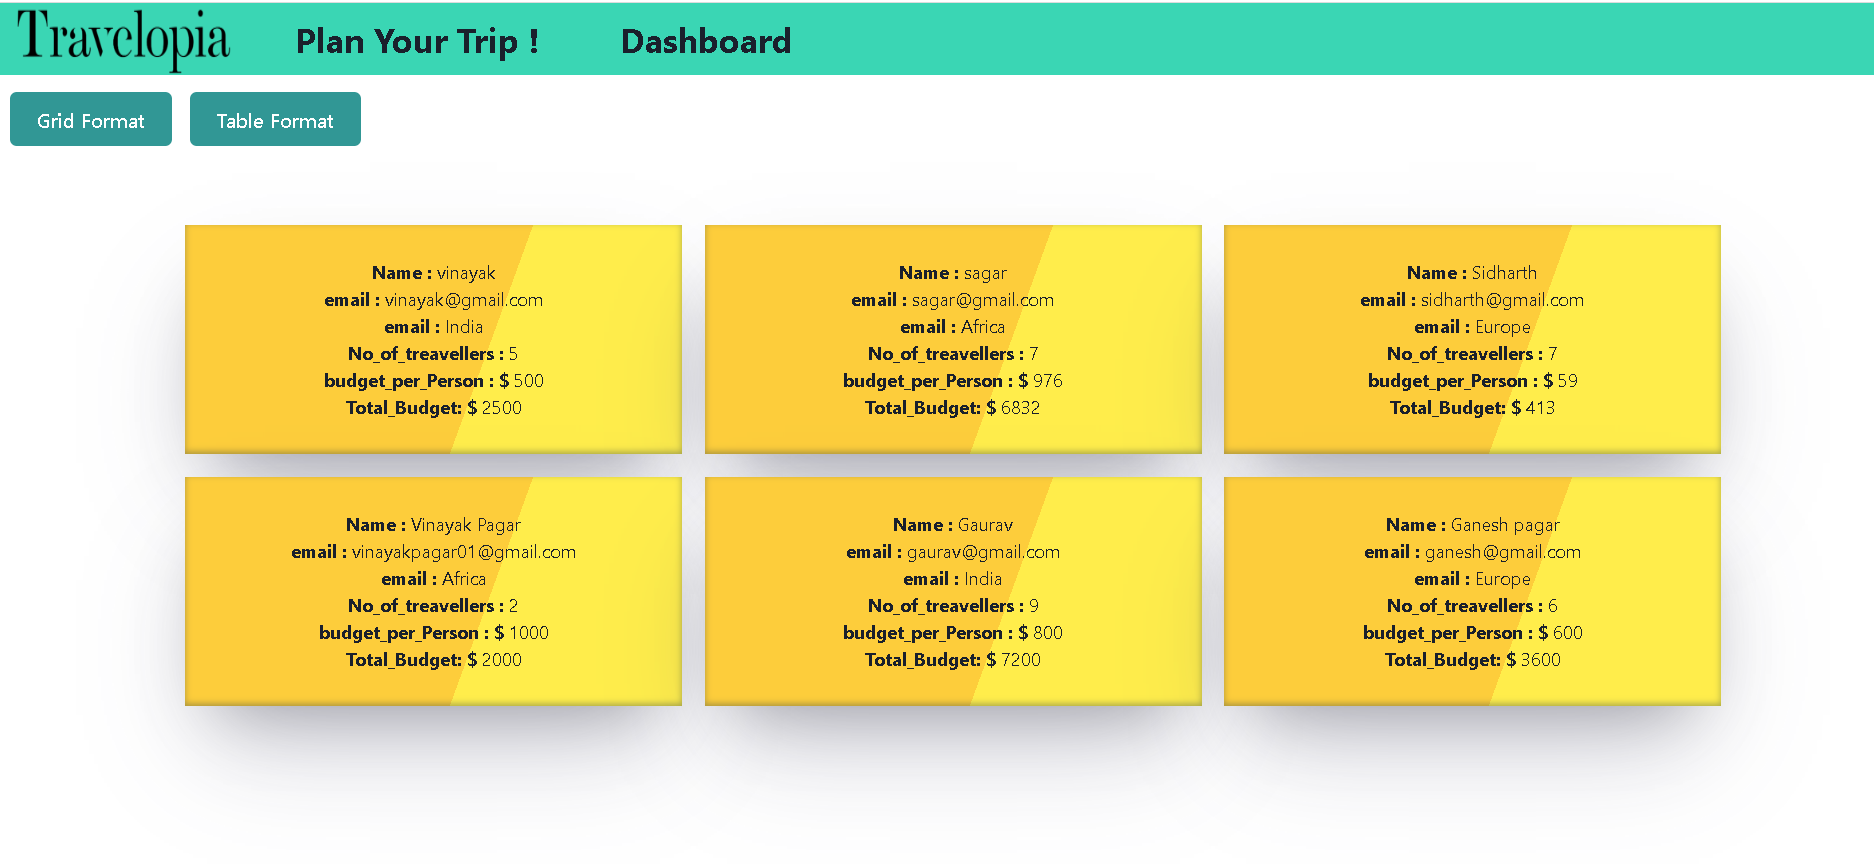 Travelopia Plan Your Trip ! Dashboard
Grid Format Table Format
Name : vinayak
email : vinayak@gmail.com
email : India
No_of_treavellers : 5
budget_per_Person : $ 500
Total_Budget: $ 2500
Name : sagar
email : sagar@gmail.com
email : Africa
No_of_treavellers : 7
budget_per_Person : $ 976
Total_Budget: $ 6832
Name : Sidharth
email : sidharth@gmail.com
email : Europe
No_of_treavellers : 7
budget_per_Person : $ 59
Total_Budget: $ 413
Name : Vinayak Pagar
email : vinayakpagar01@gmail.com
email : Africa
No_of_treavellers : 2
budget_per_Person : $ 1000
Total_Budget: $ 2000
Name : Gaurav
email : gaurav@gmail.com
email : India
No_of_treavellers : 9
budget_per_Person : $ 800
Total_Budget: $ 7200
Name : Ganesh pagar
email : ganesh@gmail.com
email : Europe
No_of_treavellers : 6
budget_per_Person : $ 600
Total_Budget: $ 3600